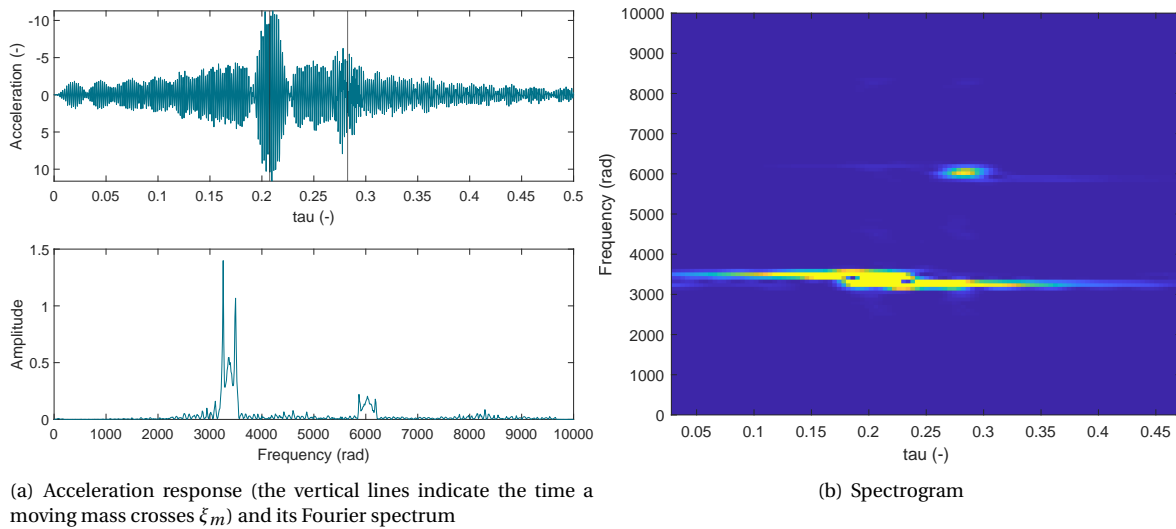 -10
-5
0
5
10
Acceleration (-)
0 0.05 0.1 0.15 0.2 0.25 0.3 0.35 0.4 0.45 0.5
tau (-)
1.5
1
0.5
0
Amplitude
0 1000 2000 3000 4000 5000 6000 7000 8000 9000 10000
Frequency (rad)
(a) Acceleration response (the vertical lines indicate the time a
moving mass crosses ξm) and its Fourier spectrum
10000
9000
8000
7000
6000
5000
4000
3000
2000
1000
0
Frequency (rad)
0.05 0.1 0.15 0.2 0.25 0.3 0.35 0.4 0.45
tau (-)
(b) Spectrogram